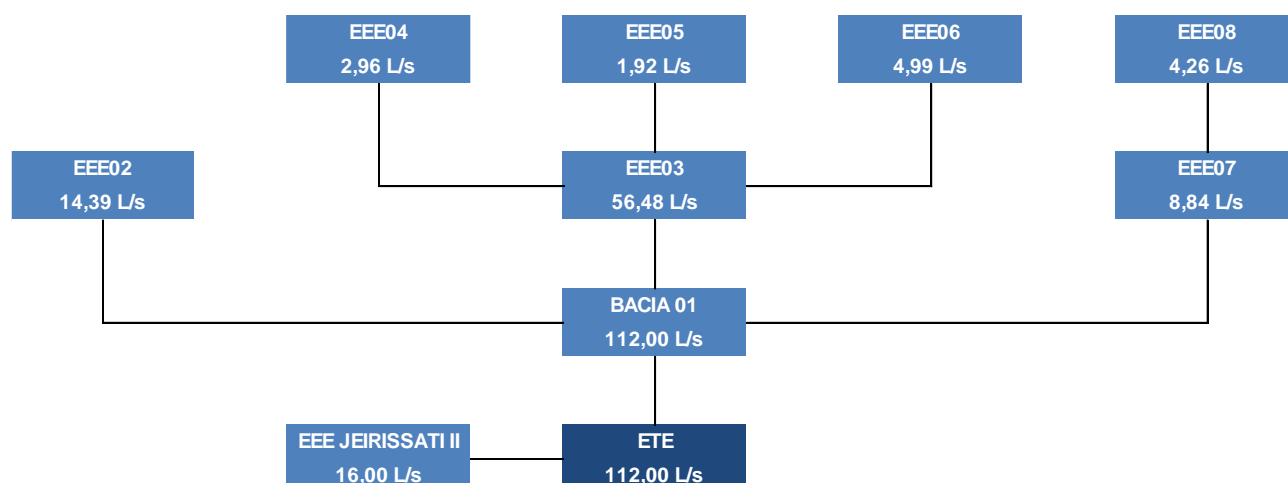 EEE04
2,96 L/s
EEE05
1,92 L/s
EEE06
4,99 L/s
EEE08
4,26 L/s
EEE02
14,39 L/s
EEE03
56,48 L/s
EEE07
8,84 L/s
BACIA 01
112,00 L/s
EEE JEIRISSATI II
16,00 L/s
ETE
112,00 L/s